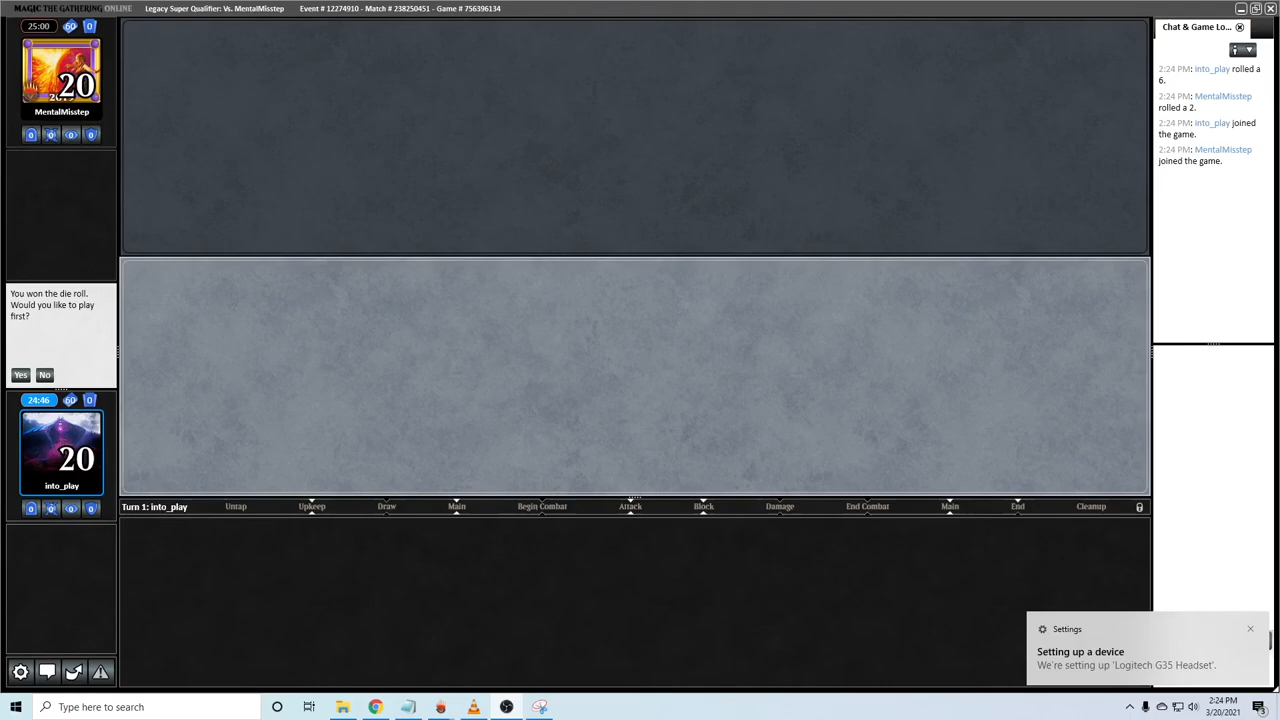 MAGIC THE GATHERING ONLINE
Legacy Super Qualifier: Vs. MentalMisstep
Event # 12274910 - Match # 238250451 - Game # 756396134
25:00
60
0
20
MentalMisstep
0
0
0
0
You won the die roll.
Would you like to play
first?
Yes
No
24:46
60
0
20
into_play
0
0
0
0
Turn 1: into_play
Untap
Upkeep
Draw
Main
Begin Combat
Attack
Block
Damage
End Combat
Main
End
Cleanup
Chat & Game Lo...
2:24 PM: into_play rolled a
6.
2:24 PM: MentalMisstep
rolled a 2.
2:24 PM: into_play joined
the game.
2:24 PM: MentalMisstep
joined the game.
Settings
Setting up a device
We're setting up 'Logitech G35 Headset'.
Type here to search
2:24 PM
3/20/2021
3